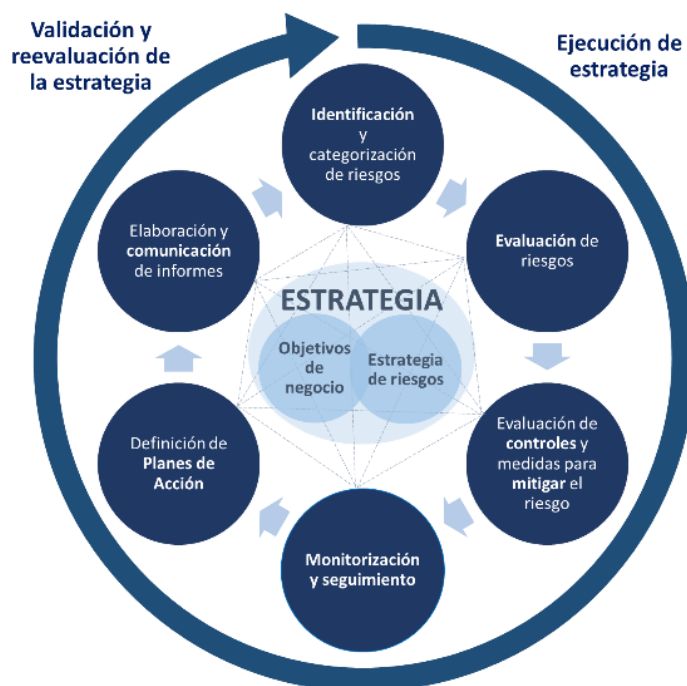 Validación y
reevaluación de
la estrategia
Ejecución de
estrategia
Identificación
y
categorización
de riesgos
Evaluación de
riesgos
Evaluación de
controles y
medidas para
mitigar el
riesgo
Monitorización
y seguimiento
Definición de
Planes de
Acción
Elaboración y
comunicación
de informes
ESTRATEGIA
Objetivos
de
negocio
Estrategia
de riesgos